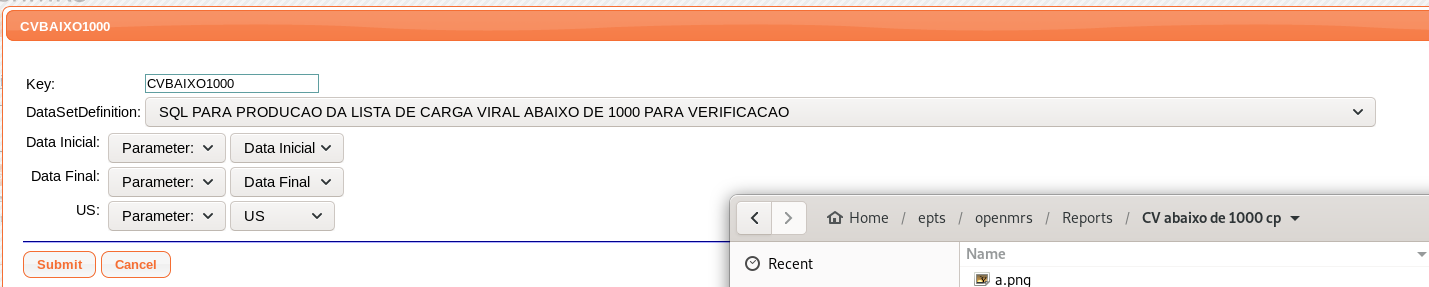 CVBAIXO1000
Key: CVBAIXO1000
DataSetDefinition: SQL PARA PRODUCAO DA LISTA DE CARGA VIRAL ABAIXO DE 1000 PARA VERIFICACAO
Data Inicial: Parameter: Data Inicial
Data Final: Parameter: Data Final
US: Parameter: US
Submit Cancel
Home / epts / openmrs / Reports / CV abaixo de 1000 cp
Recent
Name
a.png